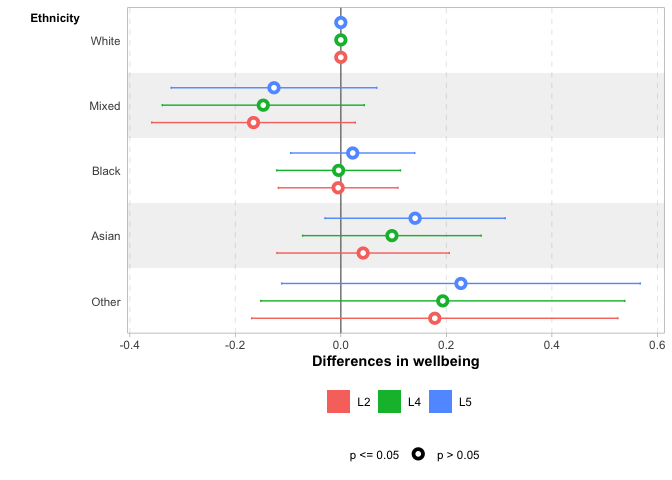 Ethnicity
White
Mixed
Black
Asian
Other
-0.4 -0.2 0.0 0.2 0.4 0.6
Differences in wellbeing
L2 L4 L5
p <= 0.05 p > 0.05